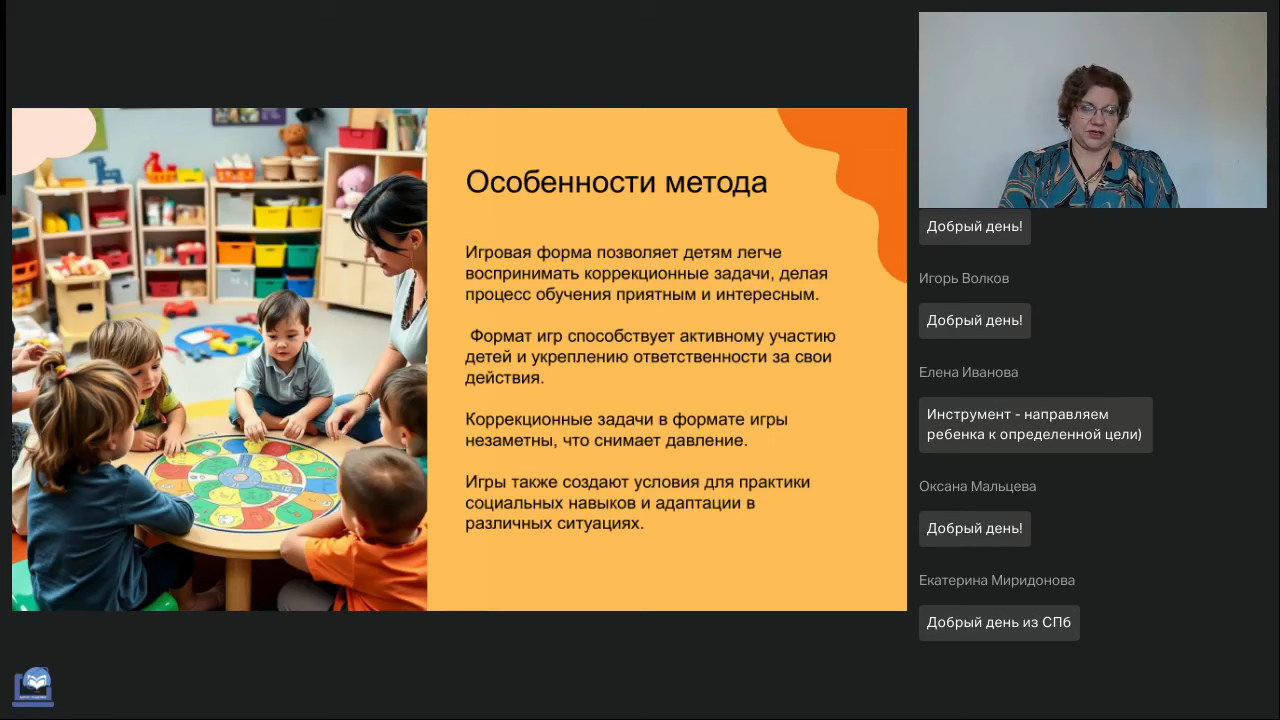 Особенности метода
Игровая форма позволяет детям легче
воспринимать коррекционные задачи, делая
процесс обучения приятным и интересным.
Формат игр способствует активному участию
детей и укреплению ответственности за свои
действия.
Коррекционные задачи в формате игры
незаметны, что снимает давление.
Игры также создают условия для практики
социальных навыков и адаптации в
различных ситуациях.
Добрый день!
Игорь Волков
Добрый день!
Елена Иванова
Инструмент - направляем
ребенка к определенной цели)
Оксана Мальцева
Добрый день!
Екатерина Миридонова
Добрый день из СПб